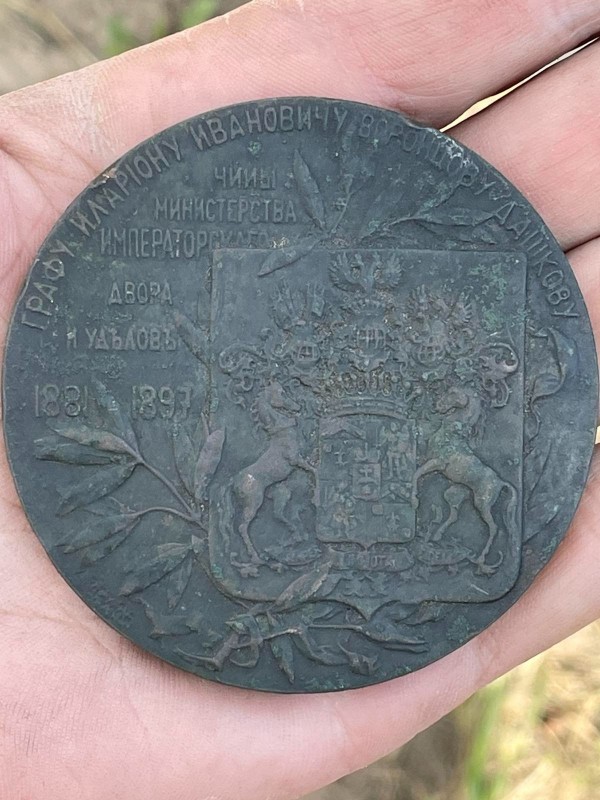 ГРАФУ ИЛАРІОНУ ИВАНОВИЧУ ВОРОНЦОВУ ДАШКОВУ
ЧИНЫ
МИНИСТЕРСТВА
ИМПЕРАТОРСКАГО
ДВОРА
И УДѢЛОВЪ
1881 – 1897